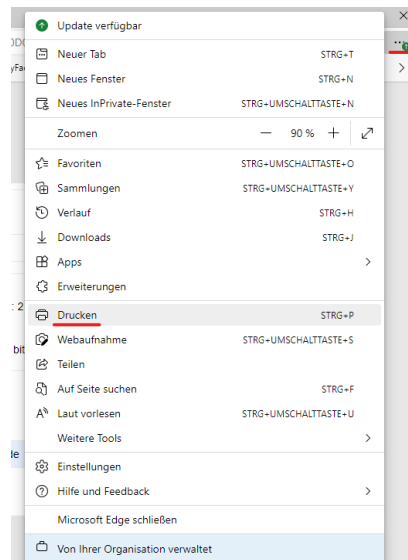 Update verfügbar
Neuer Tab STRG+T
Neues Fenster STRG+N
Neues InPrivate-Fenster STRG+UMSCHALTTASTE+N
Zoomen — 90 % +
Favoriten STRG+UMSCHALTTASTE+O
Sammlungen STRG+UMSCHALTTASTE+Y
Verlauf STRG+H
Downloads STRG+J
Apps
Erweiterungen
: 2
Drucken STRG+P
Webaufnahme STRG+UMSCHALTTASTE+S
bit
Teilen
Auf Seite suchen STRG+F
Laut vorlesen STRG+UMSCHALTTASTE+U
Weitere Tools
Einstellungen
Hilfe und Feedback
Microsoft Edge schließen
Von Ihrer Organisation verwaltet